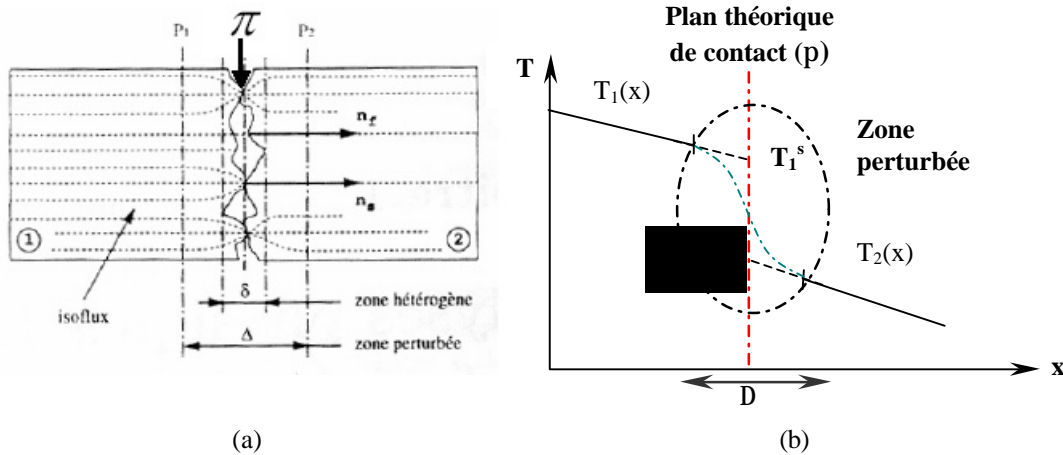 P₁
π
P₂
n_f
n_s
1
2
δ
zone hétérogène
isoflux
Δ
zone perturbée
(a)
Plan théorique
de contact (p)
T
T₁(x)
Zone
perturbée
T₁ˢ
T₂(x)
x
D
(b)